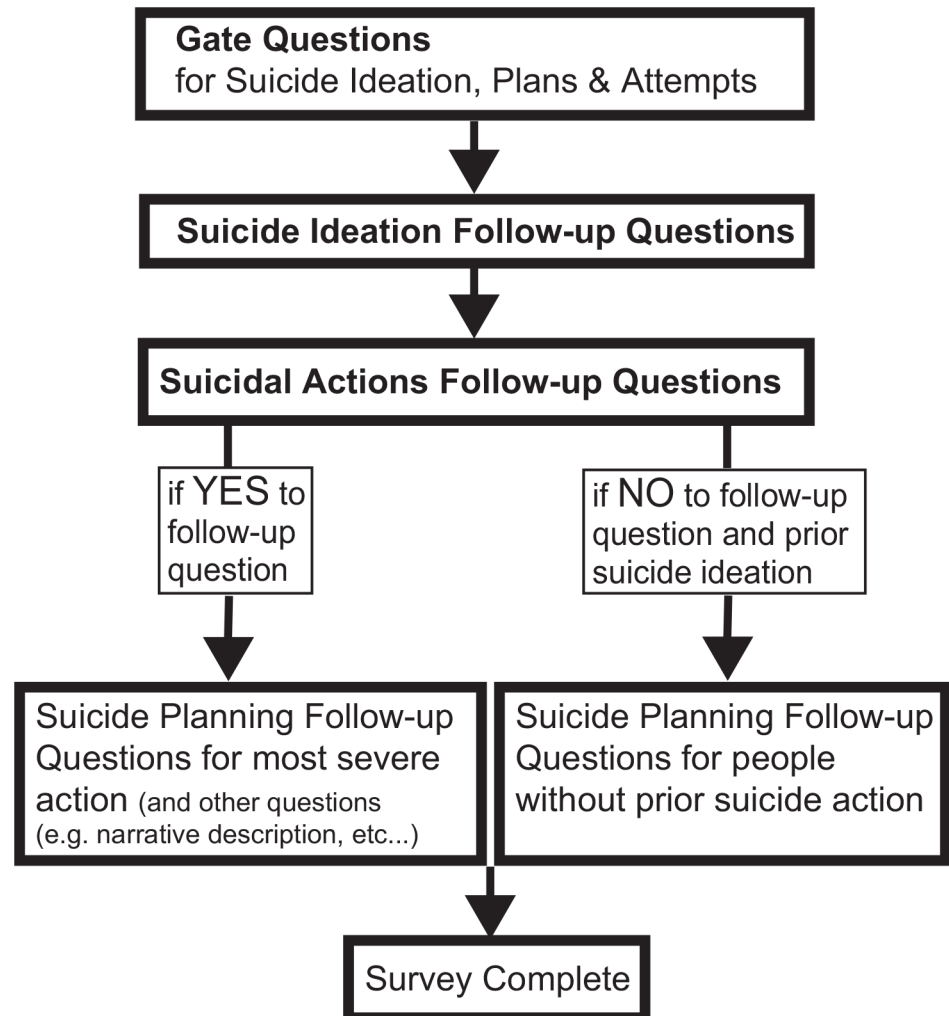 Gate Questions
for Suicide Ideation, Plans & Attempts
Suicide Ideation Follow-up Questions
Suicidal Actions Follow-up Questions
if YES to
follow-up
question
if NO to follow-up
question and prior
suicide ideation
Suicide Planning Follow-up
Questions for most severe
action (and other questions
(e.g. narrative description, etc...)
Suicide Planning Follow-up
Questions for people
without prior suicide action
Survey Complete